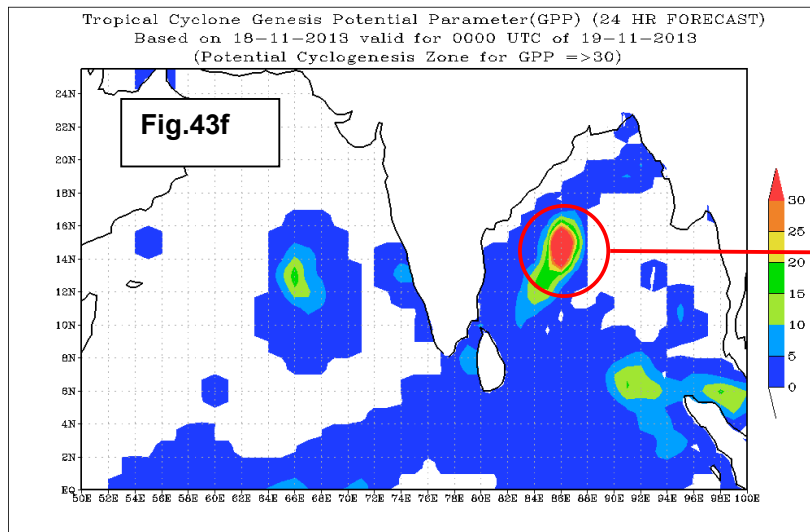 Tropical Cyclone Genesis Potential Parameter(GPP) (24 HR FORECAST)
Based on 18-11-2013 valid for 0000 UTC of 19-11-2013
(Potential Cyclogenesis Zone for GPP =>30)
Fig.43f
24N
22N
20N
18N
16N
14N
12N
10N
8N
6N
4N
2N
EQ
50E 52E 54E 56E 58E 60E 62E 64E 66E 68E 70E 72E 74E 76E 78E 80E 82E 84E 86E 88E 90E 92E 94E 96E 98E 100E
30
25
20
15
10
5
0